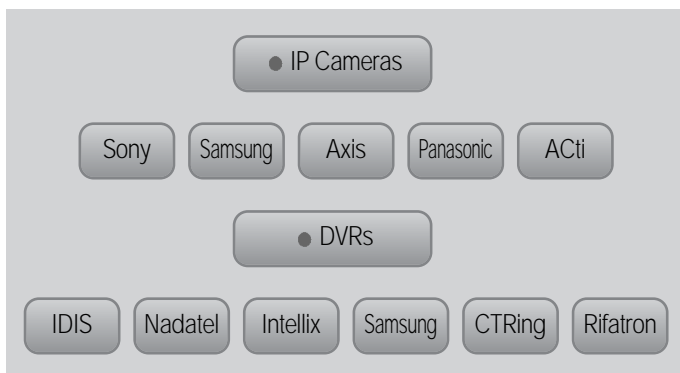 ● IP Cameras
Sony Samsung Axis Panasonic ACti
● DVRs
IDIS Nadatel Intellix Samsung CTRing Rifatron